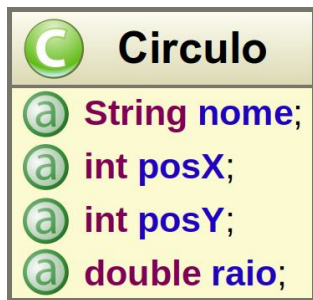 C Circulo
a String nome;
a int posX;
a int posY;
a double raio;